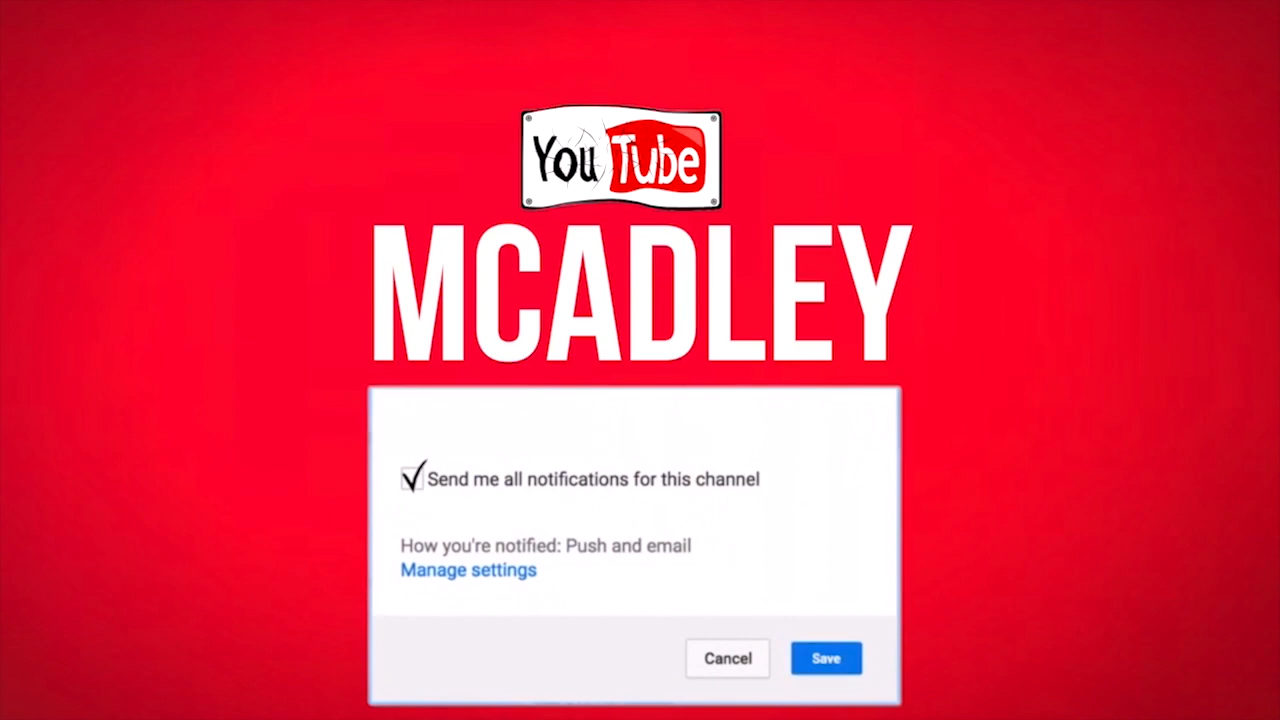 YouTube
MCADLEY
Send me all notifications for this channel
How you're notified: Push and email
Manage settings
Cancel Save